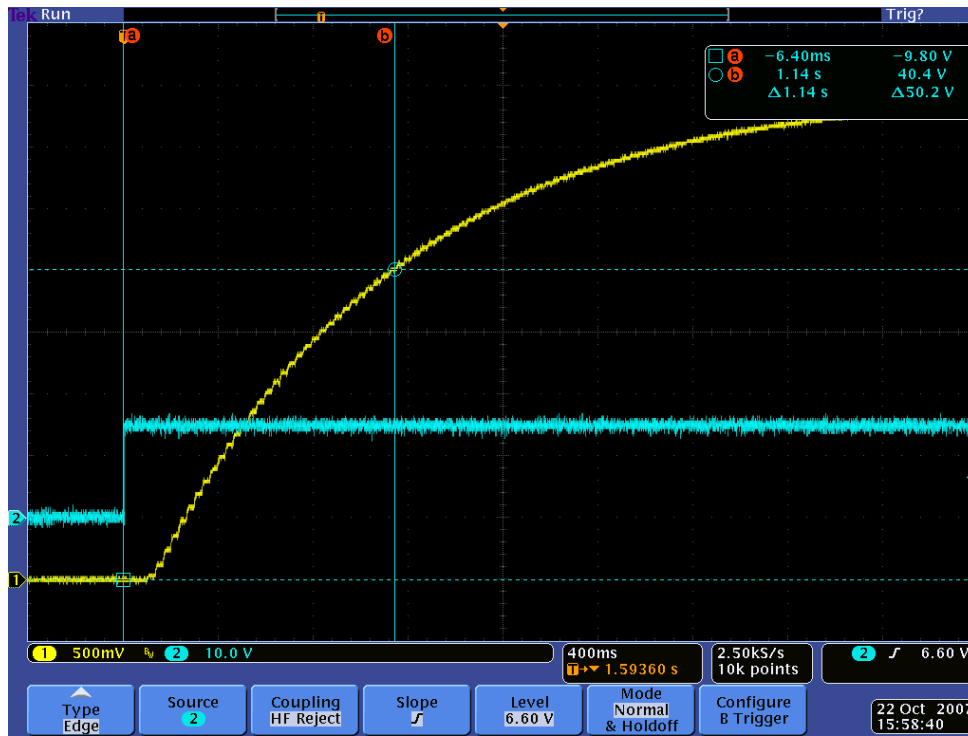 Tek Run Trig?
T a b
a −6.40ms −9.80 V
b 1.14 s 40.4 V
Δ1.14 s Δ50.2 V
2
1
1 500mV BW 2 10.0 V
400ms
T→▼ 1.59360 s
2.50kS/s
10k points
2 6.60 V
Type
Edge
Source
2
Coupling
HF Reject
Slope
Level
6.60 V
Mode
Normal
& Holdoff
Configure
B Trigger
22 Oct 2007
15:58:40